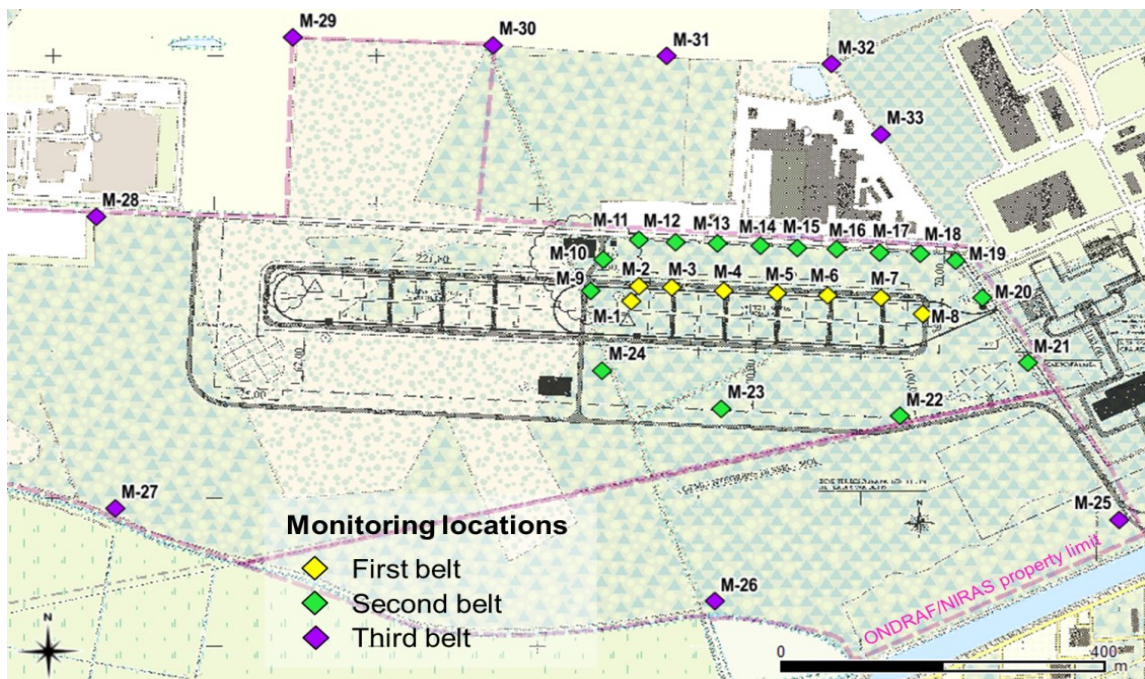 M-29
M-30
M-31
M-32
M-33
M-28
M-11
M-12
M-13
M-14
M-15
M-16
M-17
M-18
M-19
M-10
M-9
M-2
M-3
M-4
M-5
M-6
M-7
M-20
M-1
M-8
M-21
M-24
M-23
M-22
M-27
M-25
M-26
Monitoring locations
First belt
Second belt
Third belt
ONDRAF/NIRAS property limit
N
0
400
m